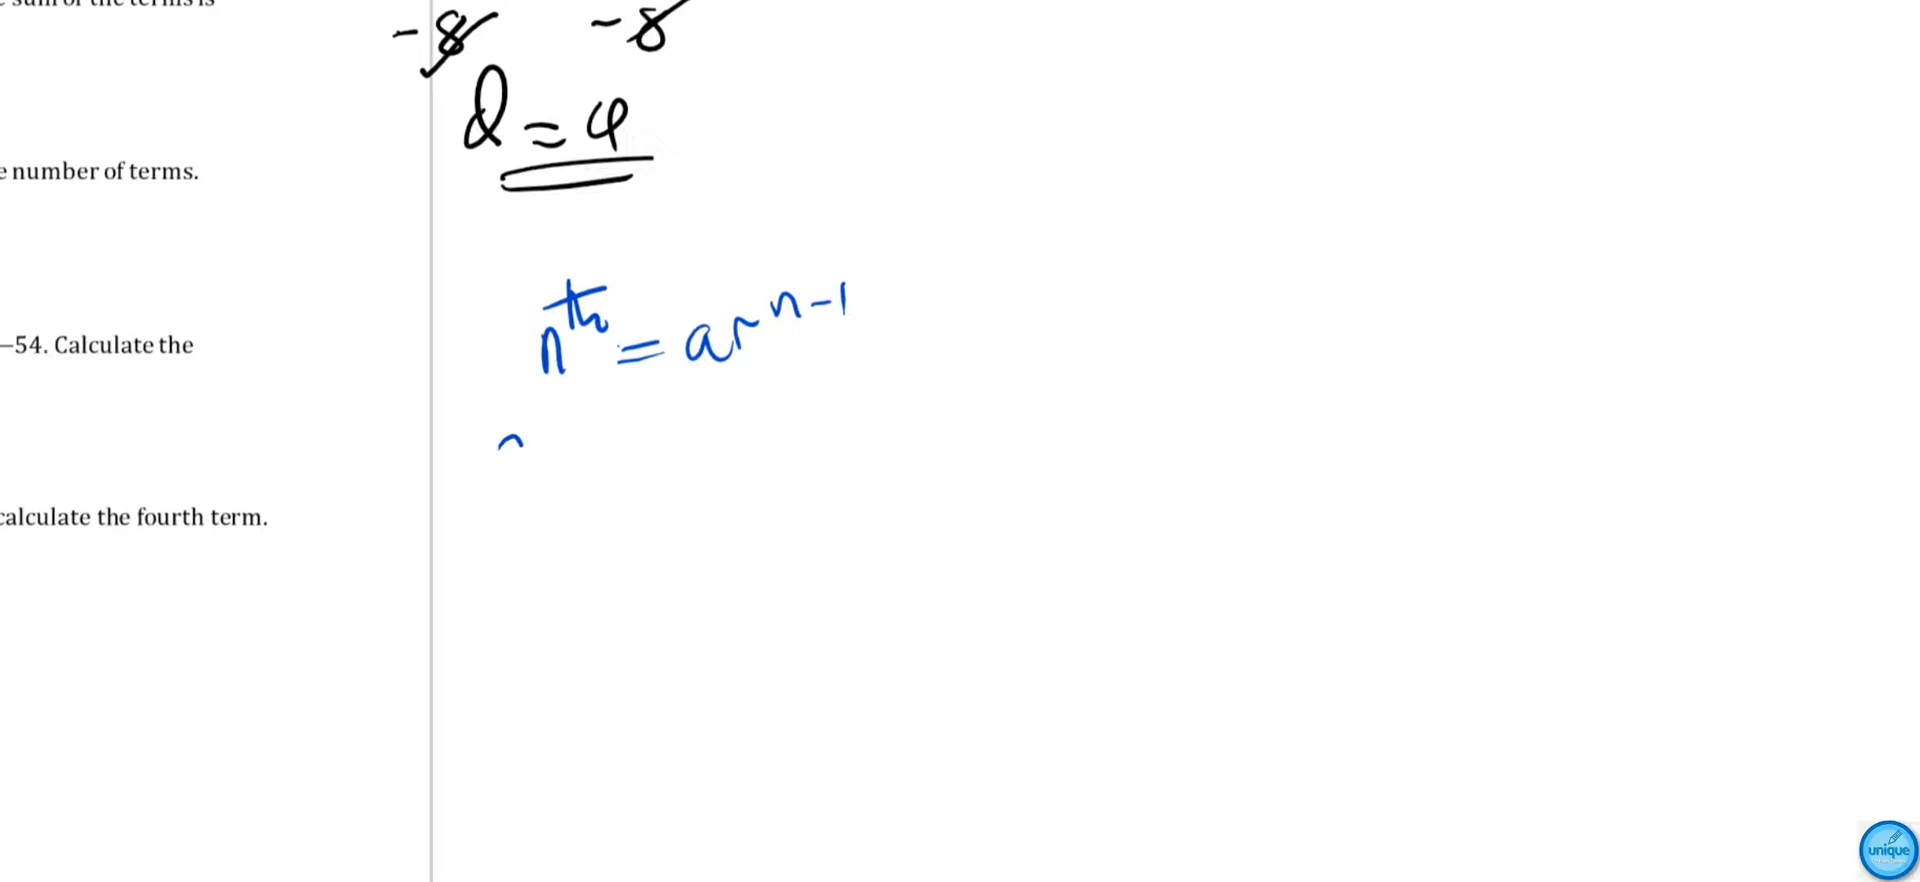 sum of the terms is
-8 -8
a = 4
number of terms.
nth = ar^n-1
-54. Calculate the
calculate the fourth term.
unique